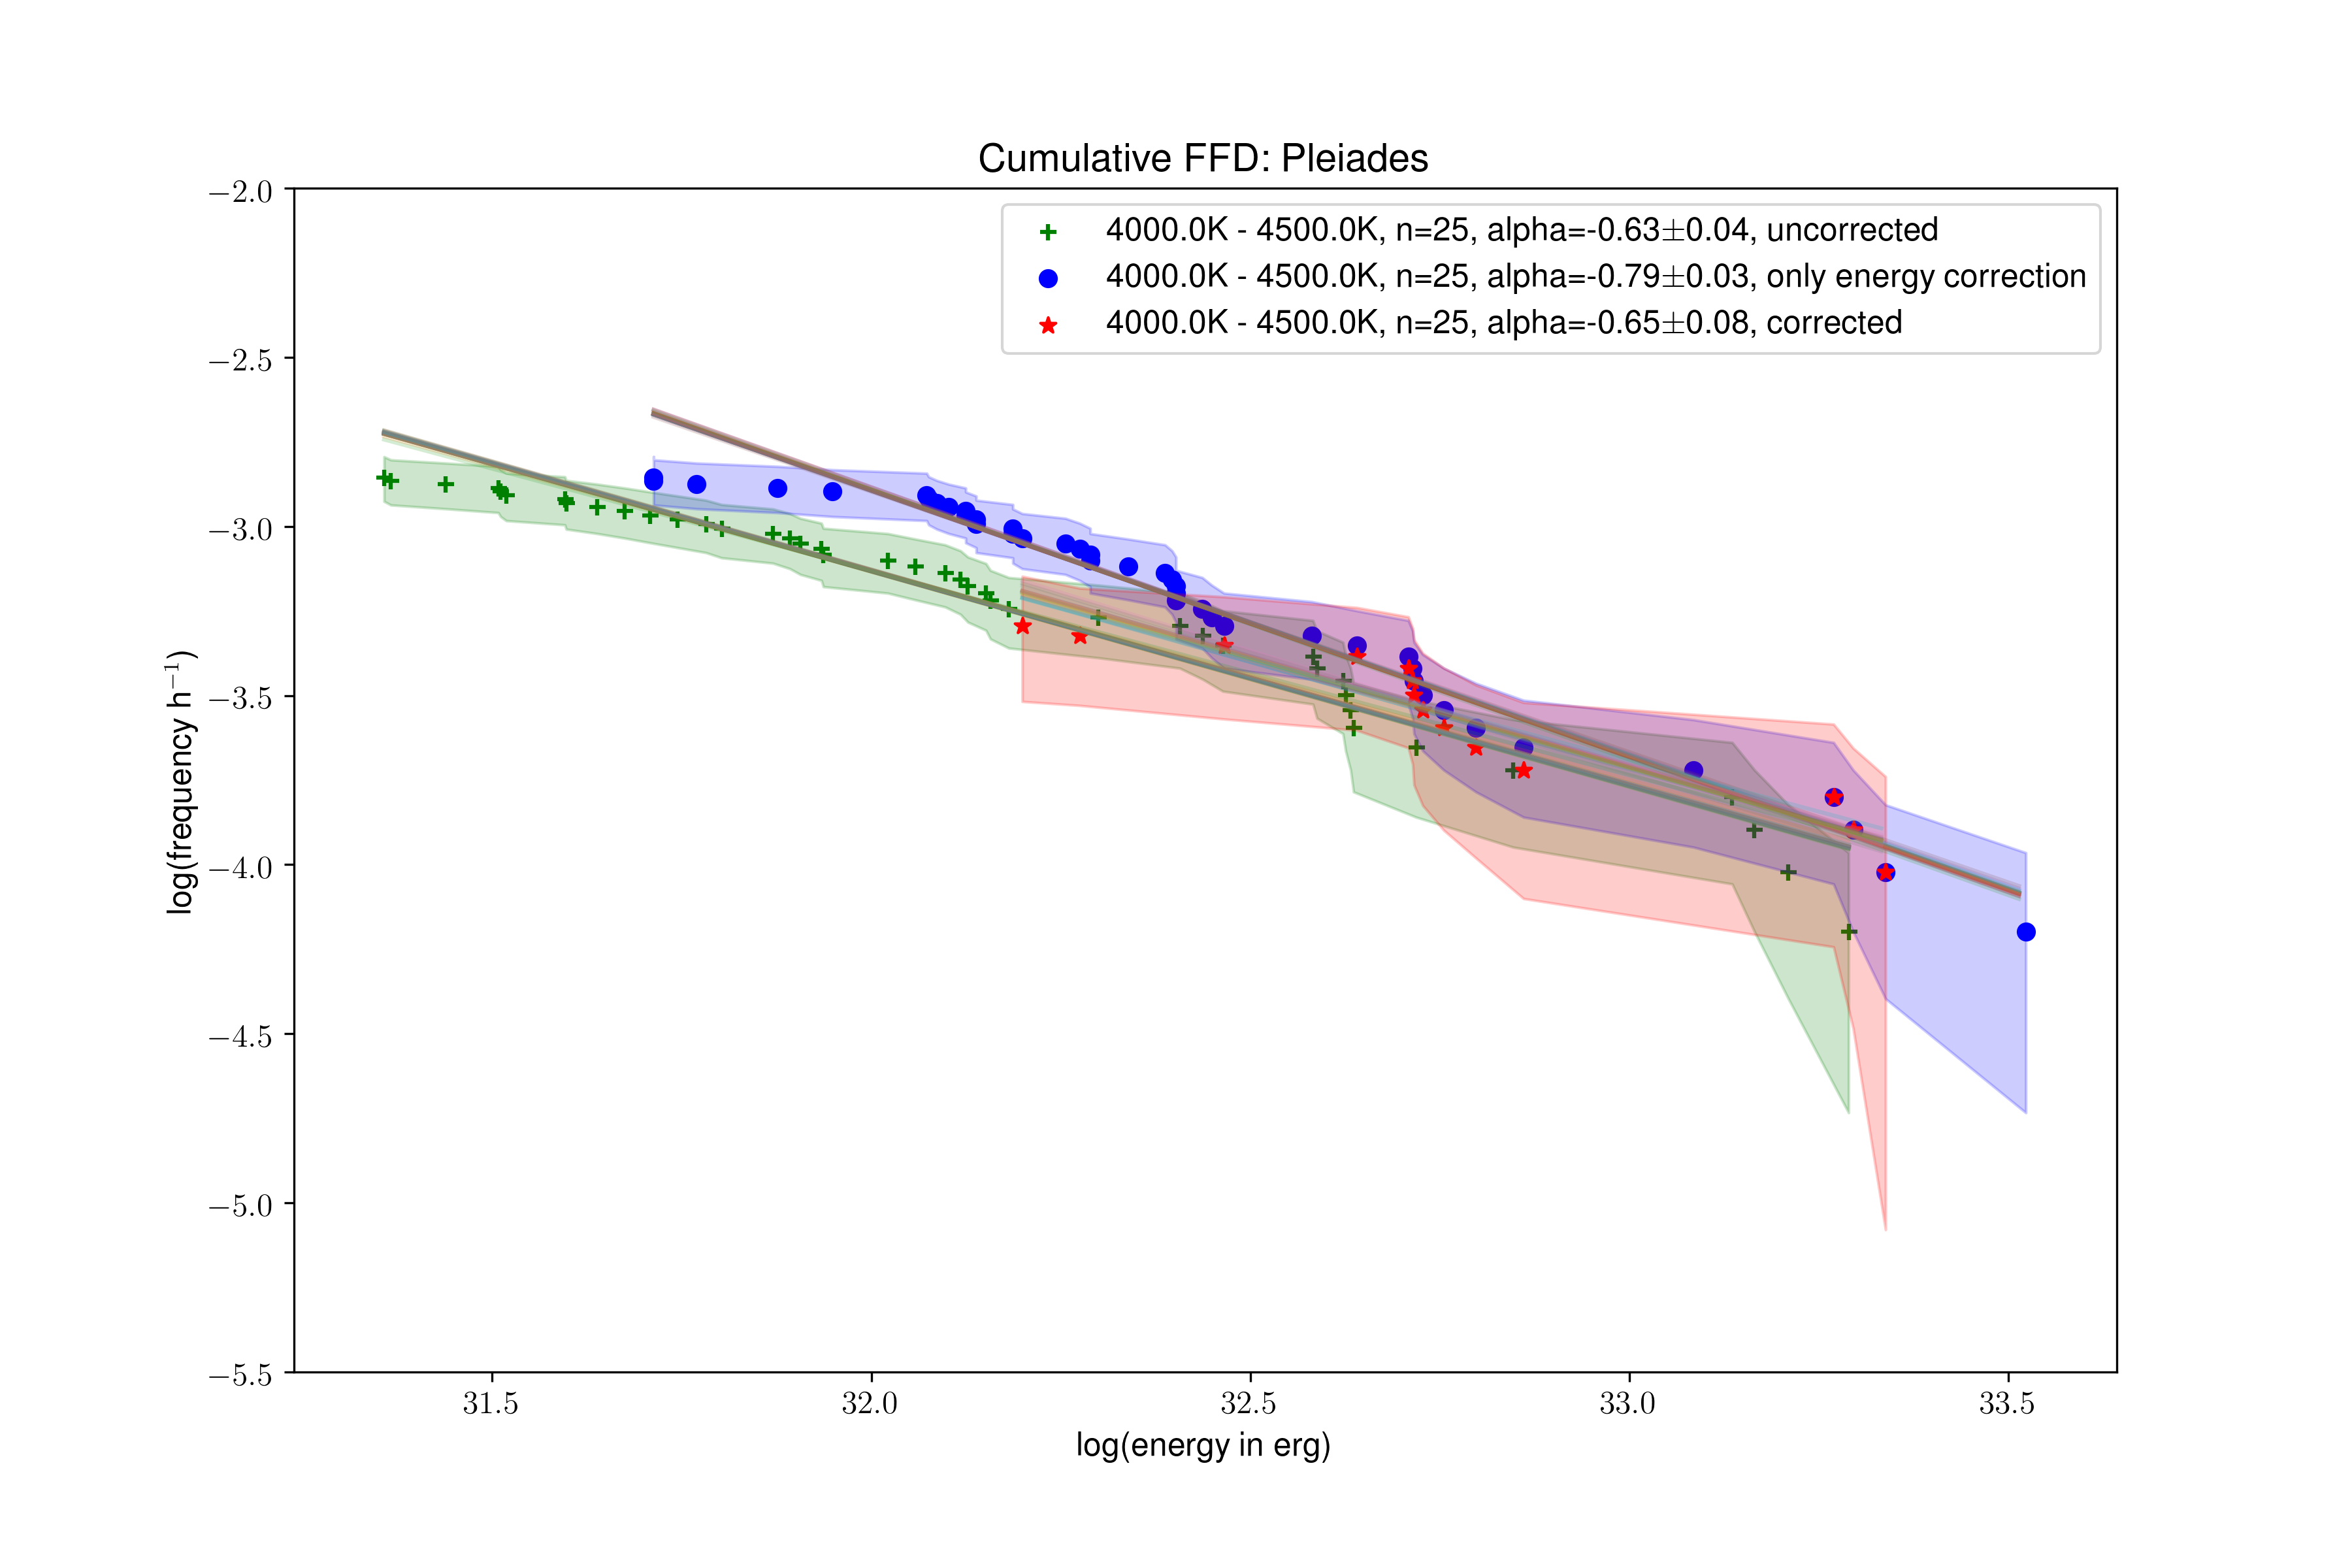 Cumulative FFD: Pleiades
4000.0K - 4500.0K, n=25, alpha=-0.63±0.04, uncorrected
4000.0K - 4500.0K, n=25, alpha=-0.79±0.03, only energy correction
4000.0K - 4500.0K, n=25, alpha=-0.65±0.08, corrected
−2.0
−2.5
−3.0
−3.5
−4.0
−4.5
−5.0
−5.5
log(frequency h⁻¹)
31.5 32.0 32.5 33.0 33.5
log(energy in erg)